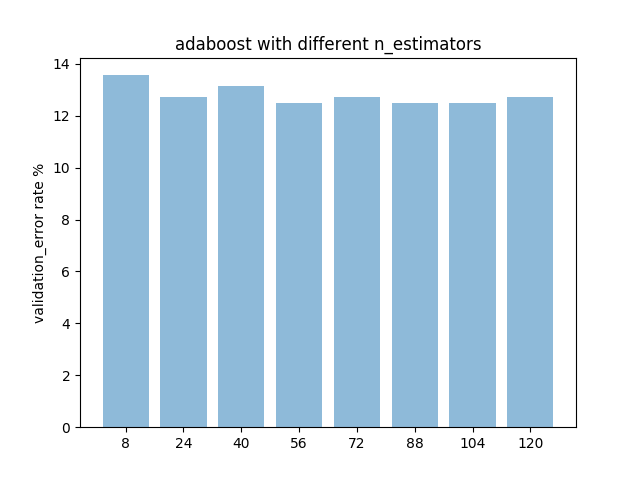 adaboost with different n_estimators
validation_error rate %
14
12
10
8
6
4
2
0
8 24 40 56 72 88 104 120